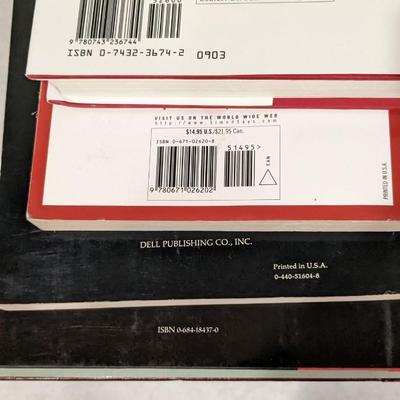 52800
9 780743 236744
ISBN 0-7432-3674-2 0903
VISIT US ON THE WORLD WIDE WEB
http://www.SimonSays.com
$14.95 U.S./$21.95 Can.
ISBN 0-671-02620-8
51495>
9 780671 026202
EAN
PRINTED IN U.S.A.
DELL PUBLISHING CO., INC.
Printed in U.S.A.
0-440-51604-8
ISBN 0-684-18437-0